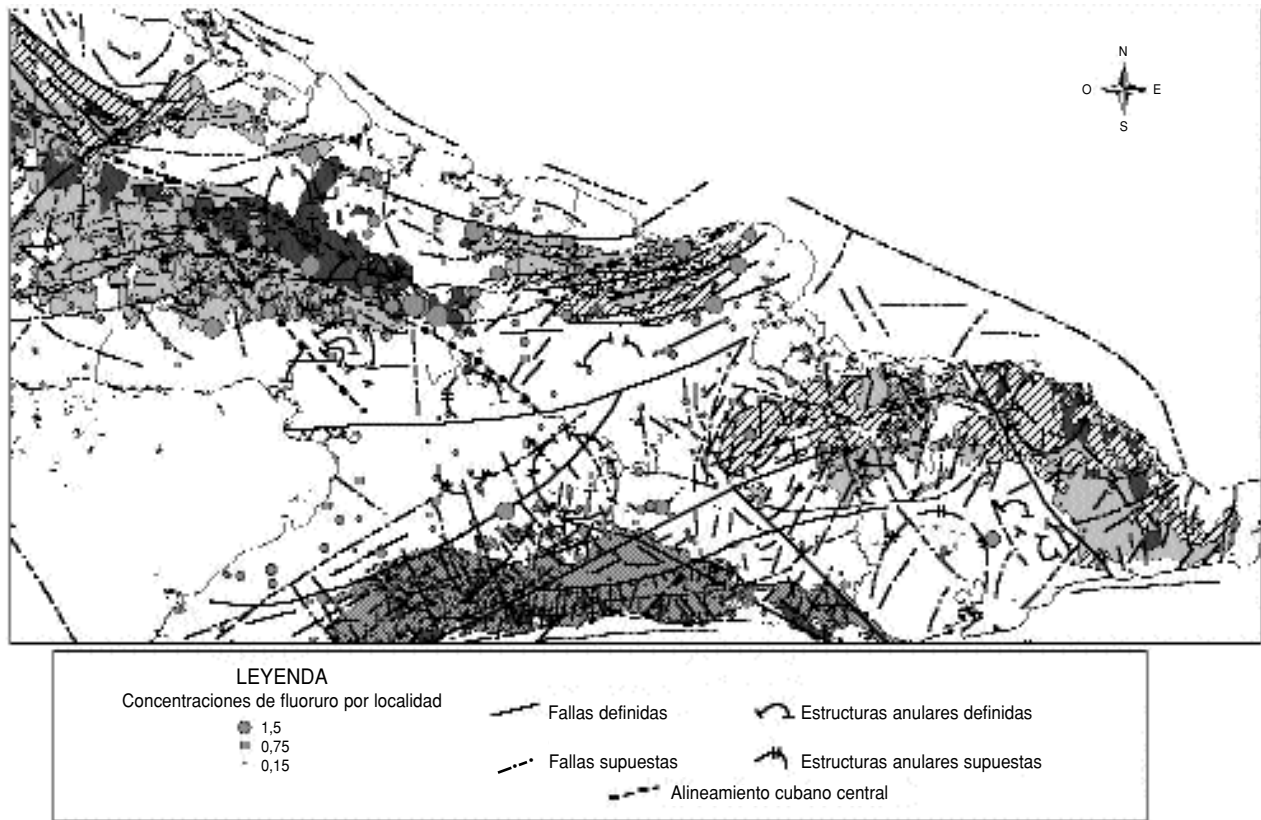 N
O E
S
LEYENDA
Concentraciones de fluoruro por localidad
1,5
0,75
0,15
Fallas definidas
Fallas supuestas
Estructuras anulares definidas
Estructuras anulares supuestas
Alineamiento cubano central